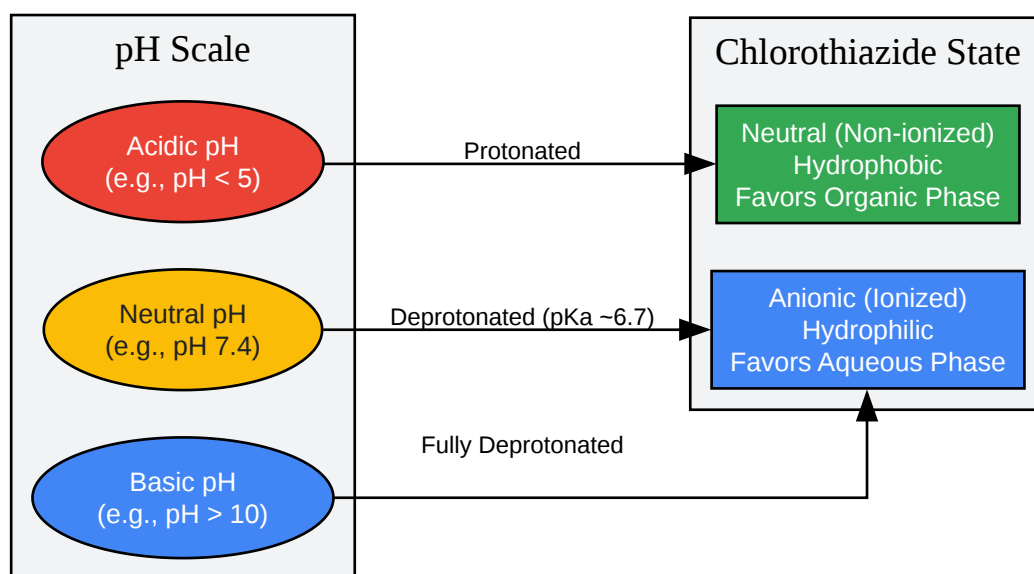 pH Scale
Acidic pH
(e.g., pH < 5)
Neutral pH
(e.g., pH 7.4)
Basic pH
(e.g., pH > 10)
Protonated
Deprotonated (pKa ~6.7)
Fully Deprotonated
Chlorothiazide State
Neutral (Non-ionized)
Hydrophobic
Favors Organic Phase
Anionic (Ionized)
Hydrophilic
Favors Aqueous Phase